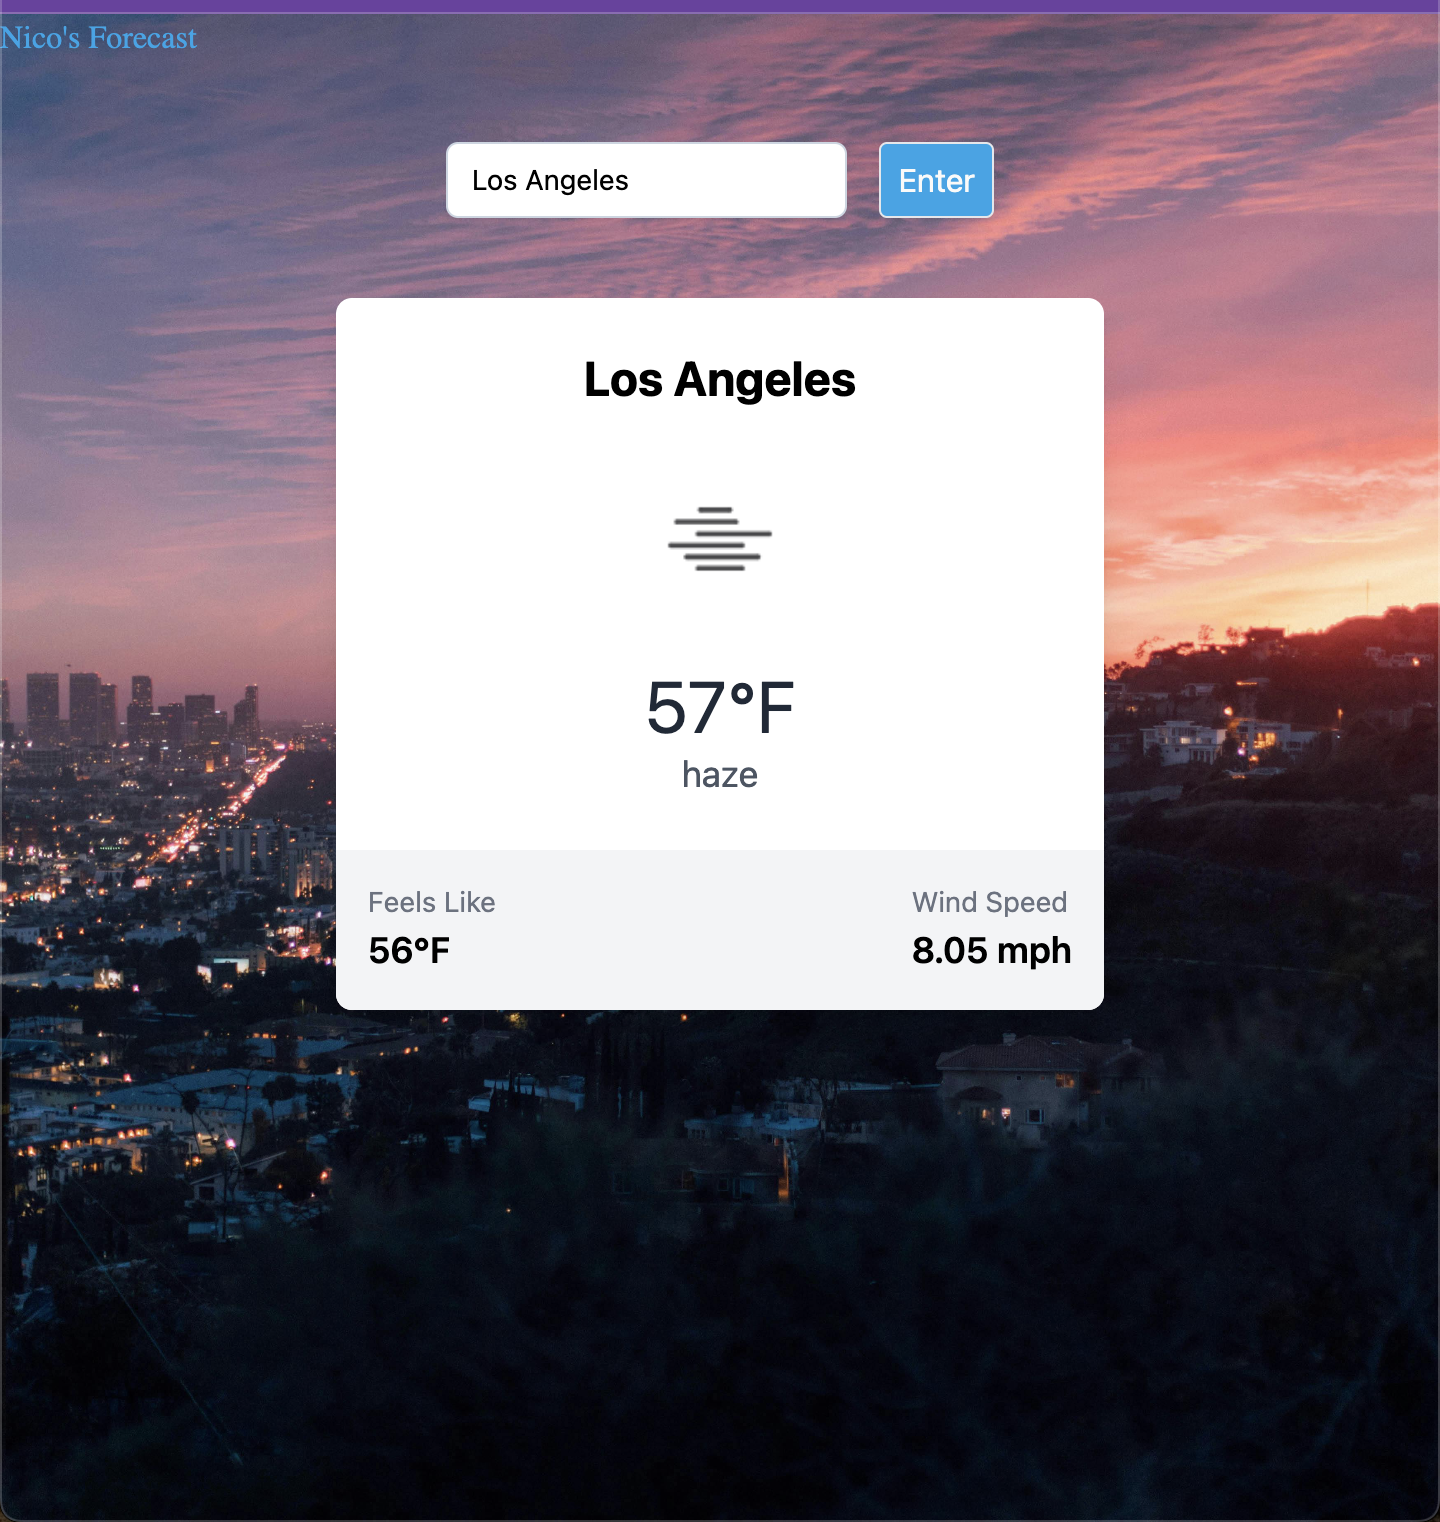 Nico's Forecast
Los Angeles
Enter
Los Angeles
57°F
haze
Feels Like
Wind Speed
56°F
8.05 mph